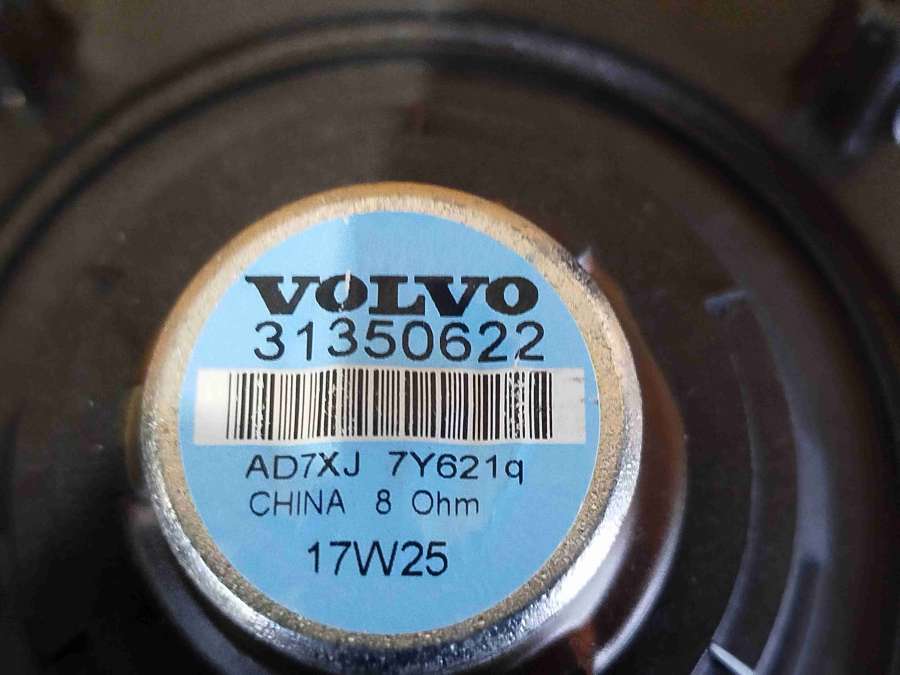 VOLVO
31350622
AD7XJ 7Y621q
CHINA 8 Ohm
17W25